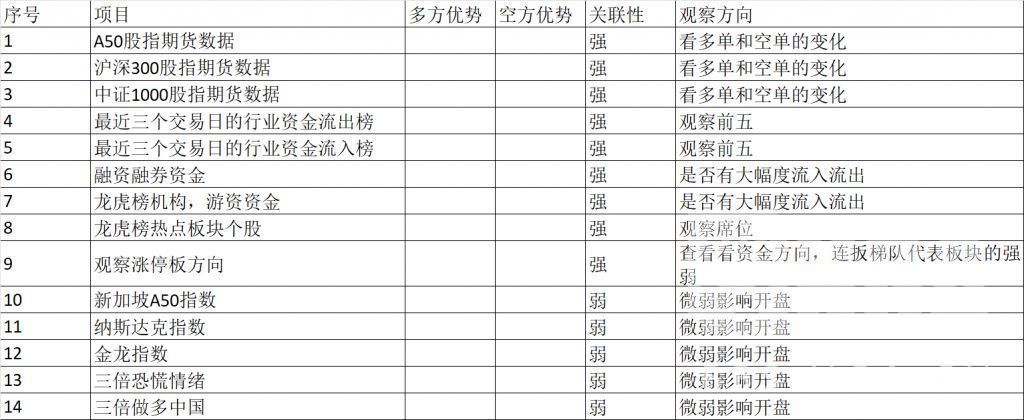 序号 项目 多方优势 空方优势 关联性 观察方向
1 A50股指期货数据 强 看多单和空单的变化
2 沪深300股指期货数据 强 看多单和空单的变化
3 中证1000股指期货数据 强 看多单和空单的变化
4 最近三个交易日的行业资金流出榜 强 观察前五
5 最近三个交易日的行业资金流入榜 强 观察前五
6 融资融券资金 强 是否有大幅度流入流出
7 龙虎榜机构，游资资金 强 是否有大幅度流入流出
8 龙虎榜热点板块个股 强 观察席位
9 观察涨停板方向 强 查看看资金方向，连扳梯队代表板块的强
弱
10 新加坡A50指数 弱 微弱影响开盘
11 纳斯达克指数 弱 微弱影响开盘
12 金龙指数 弱 微弱影响开盘
13 三倍恐慌情绪 弱 微弱影响开盘
14 三倍做多中国 弱 微弱影响开盘